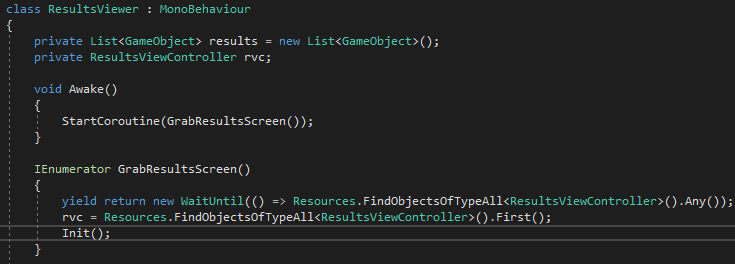 class ResultsViewer : MonoBehaviour
{
private List<GameObject> results = new List<GameObject>();
private ResultsViewController rvc;
void Awake()
{
StartCoroutine(GrabResultsScreen());
}
IEnumerator GrabResultsScreen()
{
yield return new WaitUntil(() => Resources.FindObjectsOfTypeAll<ResultsViewController>().Any());
rvc = Resources.FindObjectsOfTypeAll<ResultsViewController>().First();
Init();
}